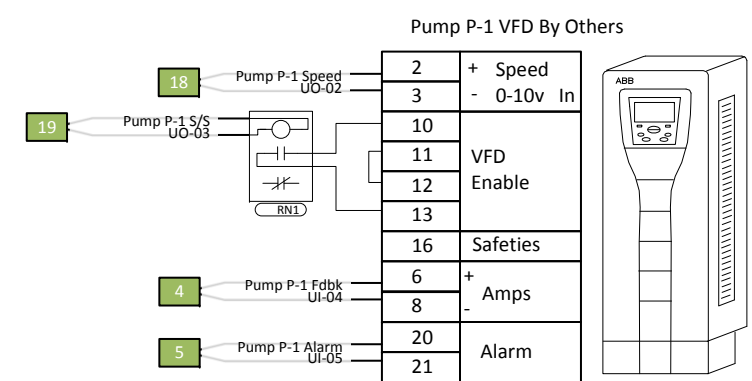 Pump P-1 VFD By Others
18
Pump P-1 Speed
UO-02
2
+ Speed
3
- 0-10v In
ABB
19
Pump P-1 S/S
UO-03
RN1
10
11
12
13
VFD
Enable
16
Safeties
4
Pump P-1 Fdbk
UI-04
6
+
8
-
Amps
5
Pump P-1 Alarm
UI-05
20
21
Alarm